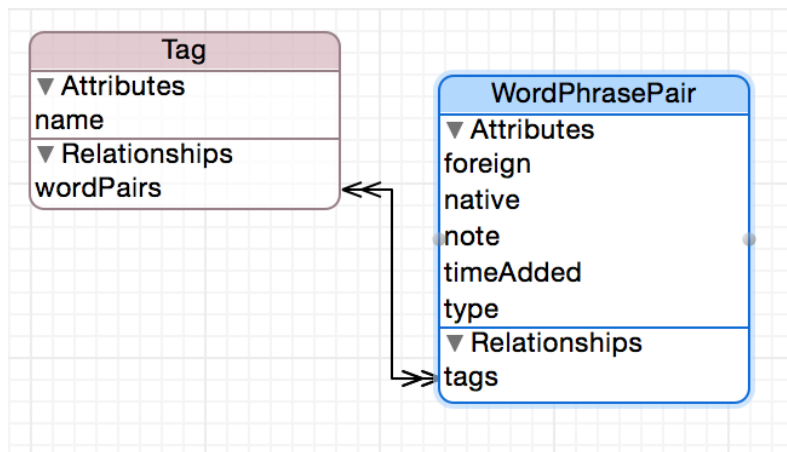 Tag
▼ Attributes
name
▼ Relationships
wordPairs
WordPhrasePair
▼ Attributes
foreign
native
note
timeAdded
type
▼ Relationships
tags